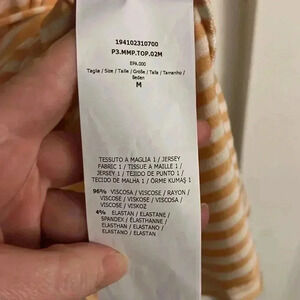 194102310700
P3.MMP.TOP.02M
EPA.000
Taglia / Size / Taille / Größe / Talla / Tamanho /
Beden
M
TESSUTO A MAGLIA 1 / JERSEY
FABRIC 1 / TISSUE A MAILLE 1
/ JERSEY 1 / TEJIDO DE PUNTO 1 /
TECIDO DE MALHA 1 / ÖRME KUMAŞ 1
96% VISCOSA / VISCOSE / RAYON /
VISCOSE / VISKOSE / VISCOSA /
VISCOSE / VISKOZ
4% ELASTAN / ELASTANE /
SPANDEX / ÉLASTHANNE /
ELASTHAN / ELASTANO /
ELASTAN / ELASTAN